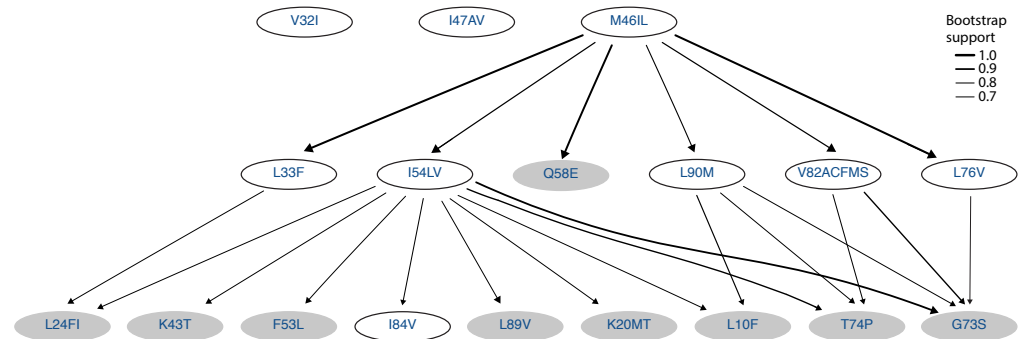 V32I
I47AV
M46IL
Bootstrap
support
1.0
0.9
0.8
0.7
L33F
I54LV
Q58E
L90M
V82ACFMS
L76V
L24FI
K43T
F53L
I84V
L89V
K20MT
L10F
T74P
G73S